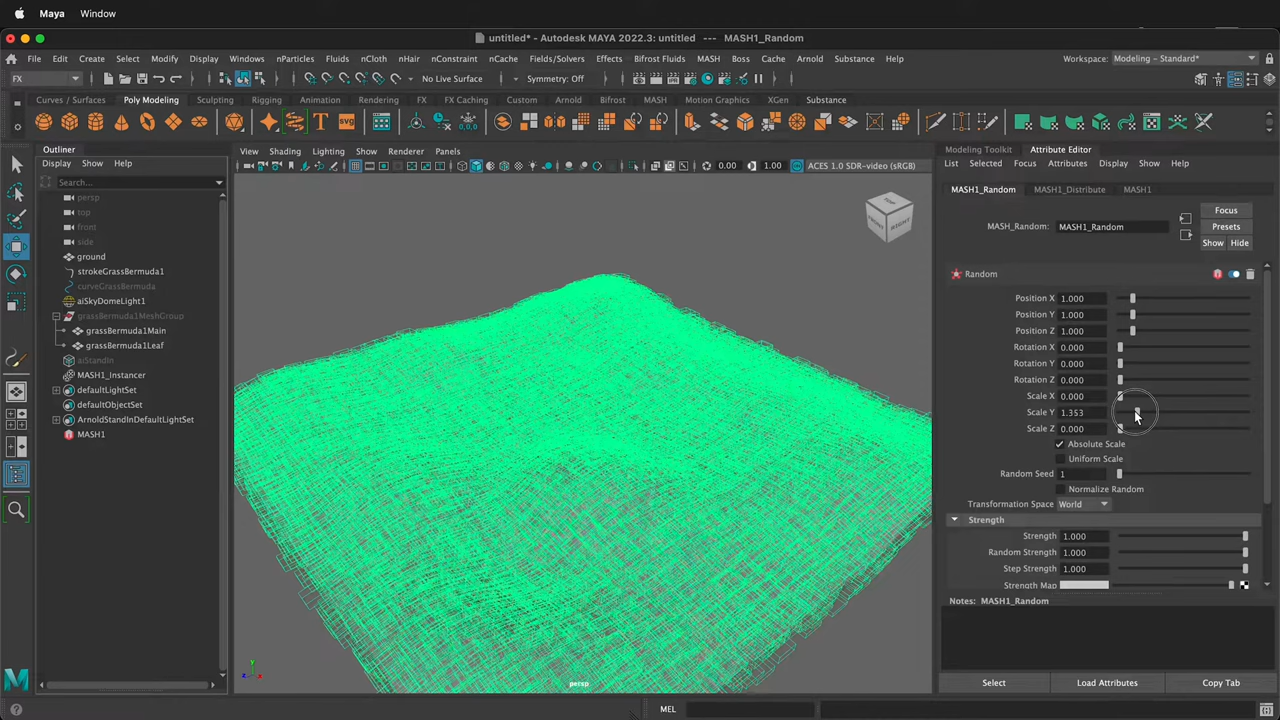 Maya Window
untitled* - Autodesk MAYA 2022.3: untitled --- MASH1_Random
File Edit Create Select Modify Display Windows nParticles Fluids nCloth nHair nConstraint nCache Fields/Solvers Effects Bifrost Fluids MASH Boss Cache Arnold Substance Help
Workspace: Modeling - Standard*
FX
No Live Surface
Symmetry: Off
Curves / Surfaces Poly Modeling Sculpting Rigging Animation Rendering FX FX Caching Custom Arnold Bifrost MASH Motion Graphics XGen Substance
Outliner
Display Show Help
Search...
persp
top
front
side
ground
strokeGrassBermuda1
curveGrassBermuda
aiSkyDomeLight1
grassBermuda1MeshGroup
grassBermuda1Main
grassBermuda1Leaf
aiStandIn
MASH1_Instancer
defaultLightSet
defaultObjectSet
ArnoldStandInDefaultLightSet
MASH1
View Shading Lighting Show Renderer Panels
0.00 1.00 ACES 1.0 SDR-video (sRGB)
TOP
FRONT
RIGHT
persp
Modeling Toolkit Attribute Editor
List Selected Focus Attributes Display Show Help
MASH1_Random MASH1_Distribute MASH1
MASH_Random: MASH1_Random
Focus
Presets
Show Hide
Random
Position X 1.000
Position Y 1.000
Position Z 1.000
Rotation X 0.000
Rotation Y 0.000
Rotation Z 0.000
Scale X 0.000
Scale Y 1.353
Scale Z 0.000
Absolute Scale
Uniform Scale
Random Seed 1
Normalize Random
Transformation Space World
Strength
Strength 1.000
Random Strength 1.000
Step Strength 1.000
Strength Map
Notes: MASH1_Random
Select Load Attributes Copy Tab
MEL